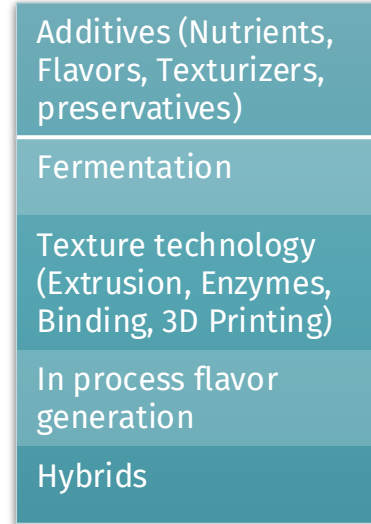 Additives (Nutrients,
Flavors, Texturizers,
preservatives)
Fermentation
Texture technology
(Extrusion, Enzymes,
Binding, 3D Printing)
In process flavor
generation
Hybrids